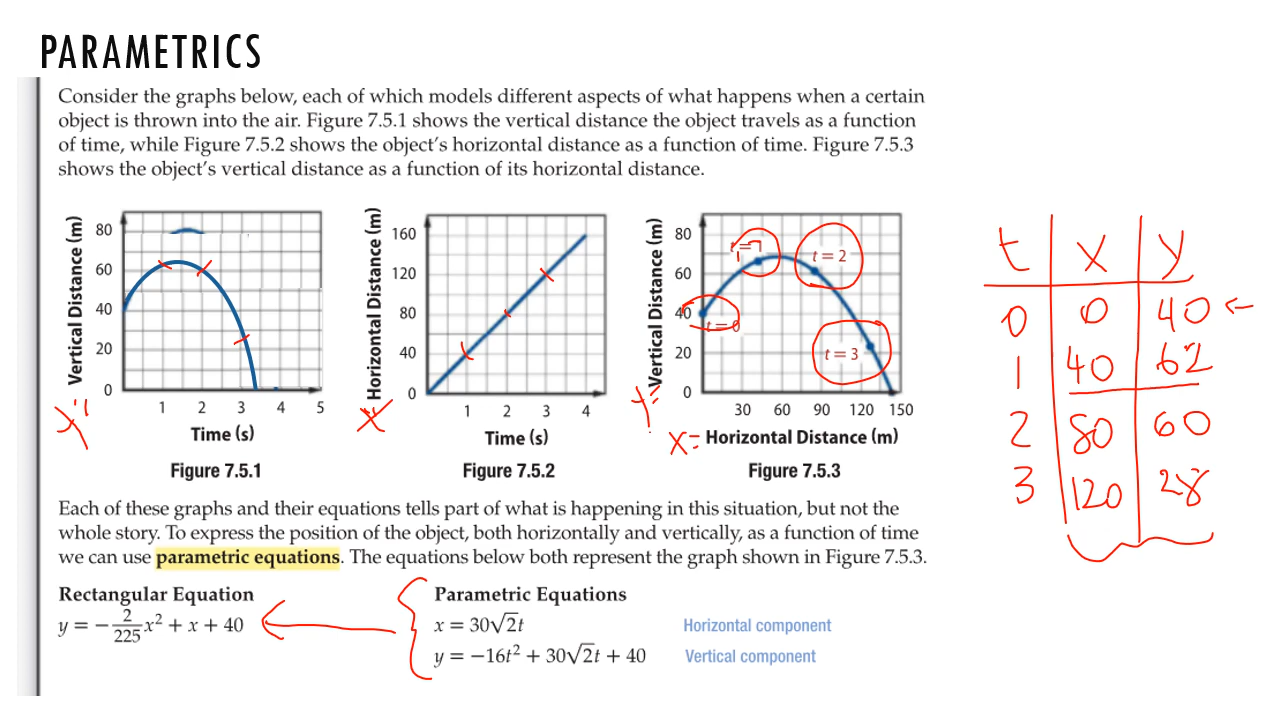 PARAMETRICS
Consider the graphs below, each of which models different aspects of what happens when a certain
object is thrown into the air. Figure 7.5.1 shows the vertical distance the object travels as a function
of time, while Figure 7.5.2 shows the object's horizontal distance as a function of time. Figure 7.5.3
shows the object's vertical distance as a function of its horizontal distance.
Vertical Distance (m)
80
60
40
20
0
1 2 3 4 5
Time (s)
Figure 7.5.1
Horizontal Distance (m)
160
120
80
40
0
x
1 2 3 4
Time (s)
Figure 7.5.2
Vertical Distance (m)
80
60
40
20
0
t = 2
t = 3
y=
30 60 90 120 150
x= Horizontal Distance (m)
Figure 7.5.3
t x y
0 0 40 ←
1 40 62
2 80 60
3 120 28
Each of these graphs and their equations tells part of what is happening in this situation, but not the
whole story. To express the position of the object, both horizontally and vertically, as a function of time
we can use parametric equations. The equations below both represent the graph shown in Figure 7.5.3.
Rectangular Equation
y = −2/225x² + x + 40
Parametric Equations
x = 30√2t Horizontal component
y = −16t² + 30√2t + 40 Vertical component